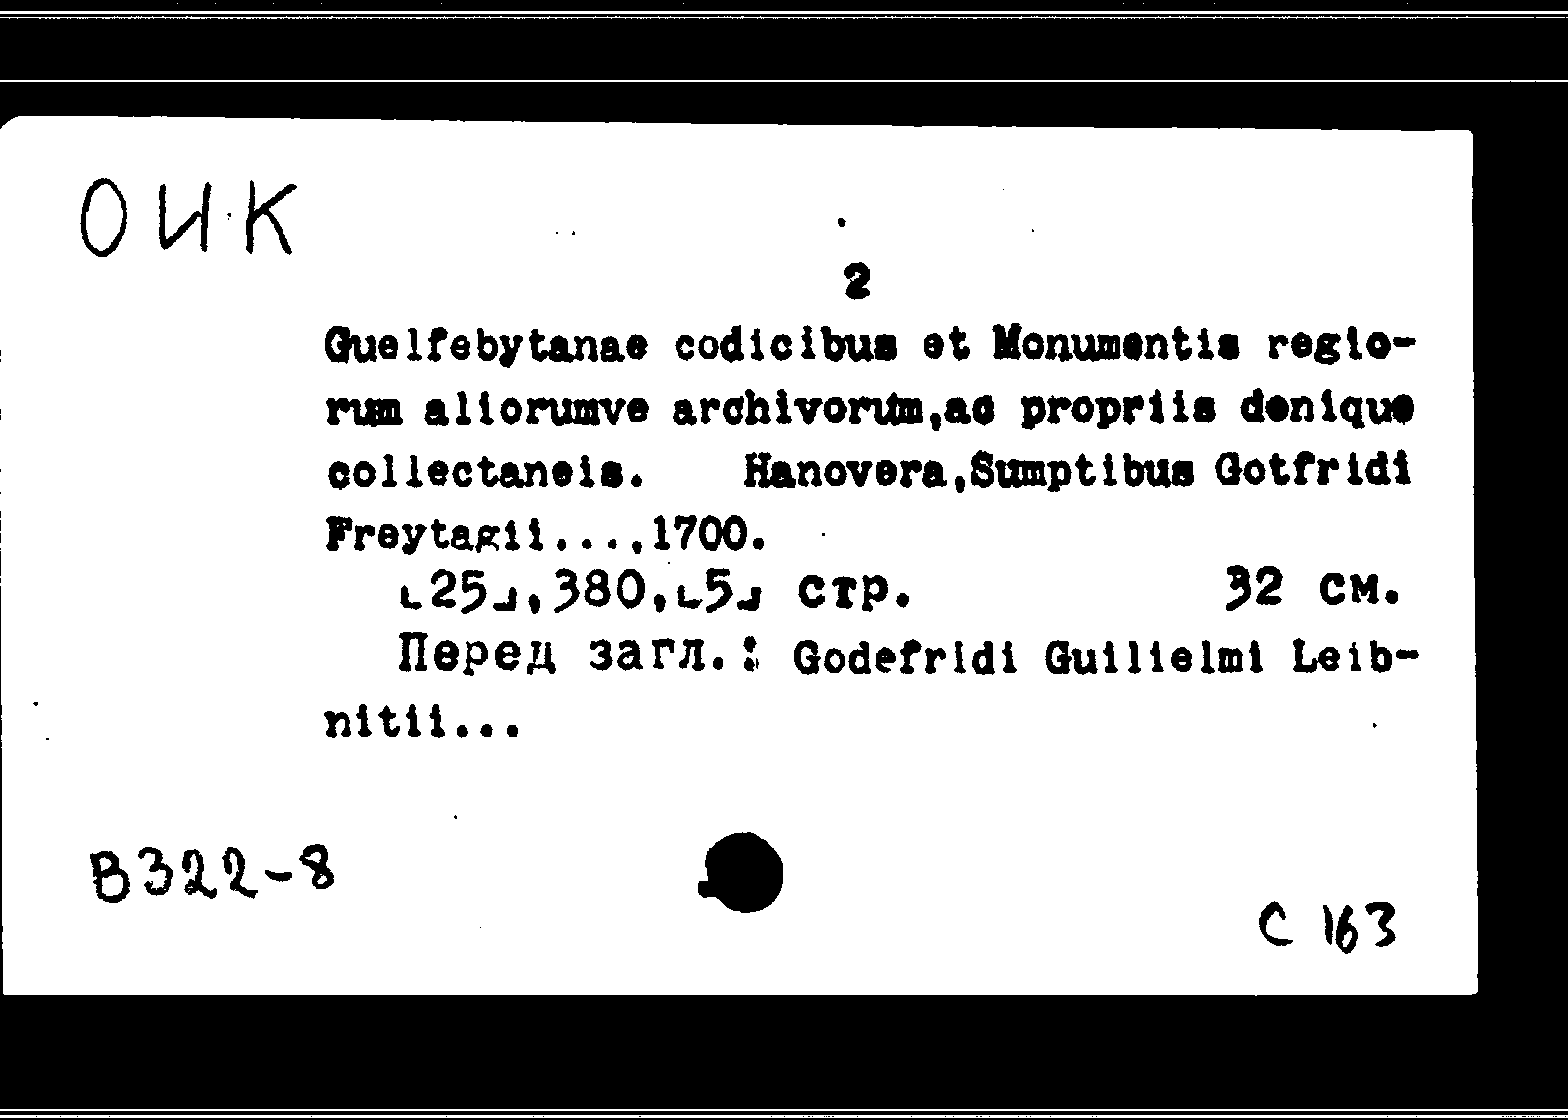 ОИК
2
Guelfebytanae codicibus et Monumentis regio-
rum aliorumve archivorum,ac propriis denique
collectaneis. Hanovera,Sumptibus Gotfridi
Freytagii...,1700.
⌊25⌋,380,⌊5⌋ стр. 32 см.
Перед загл.: Godefridi Guilielmi Leib-
nitii...
В322-8
С 163